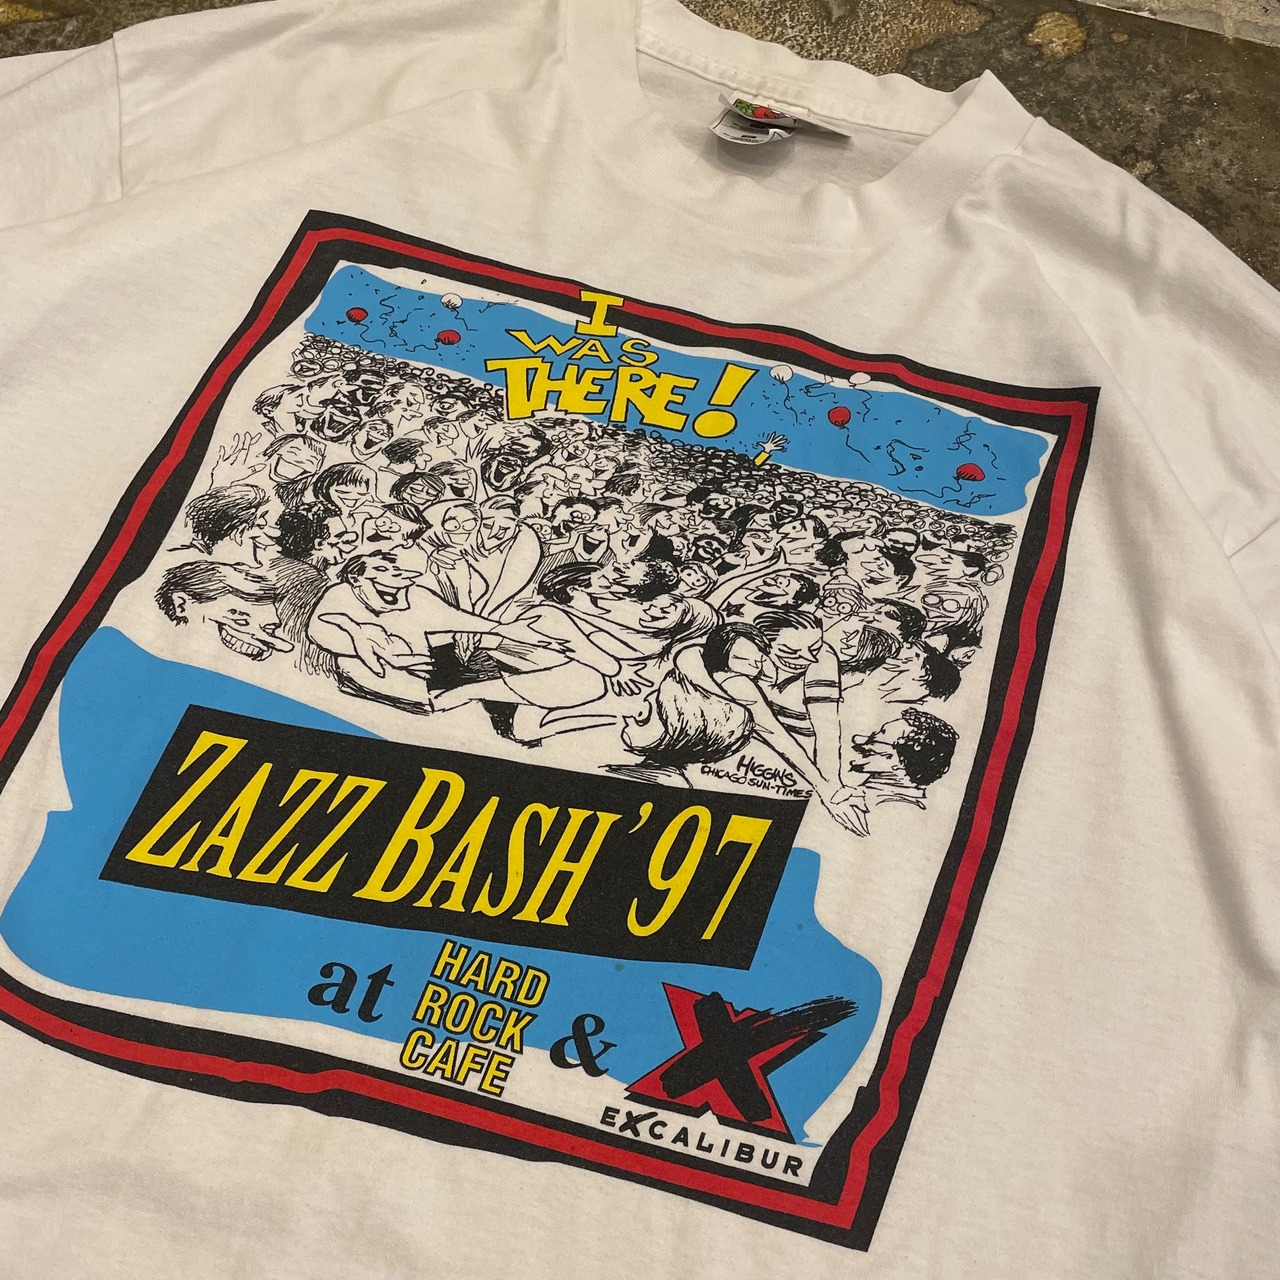 I
WAS
THERE!
HIGGINS
CHICAGO SUN-TIMES
ZAZZ BASH '97
at
HARD
ROCK
CAFE
&
X
EXCALIBUR